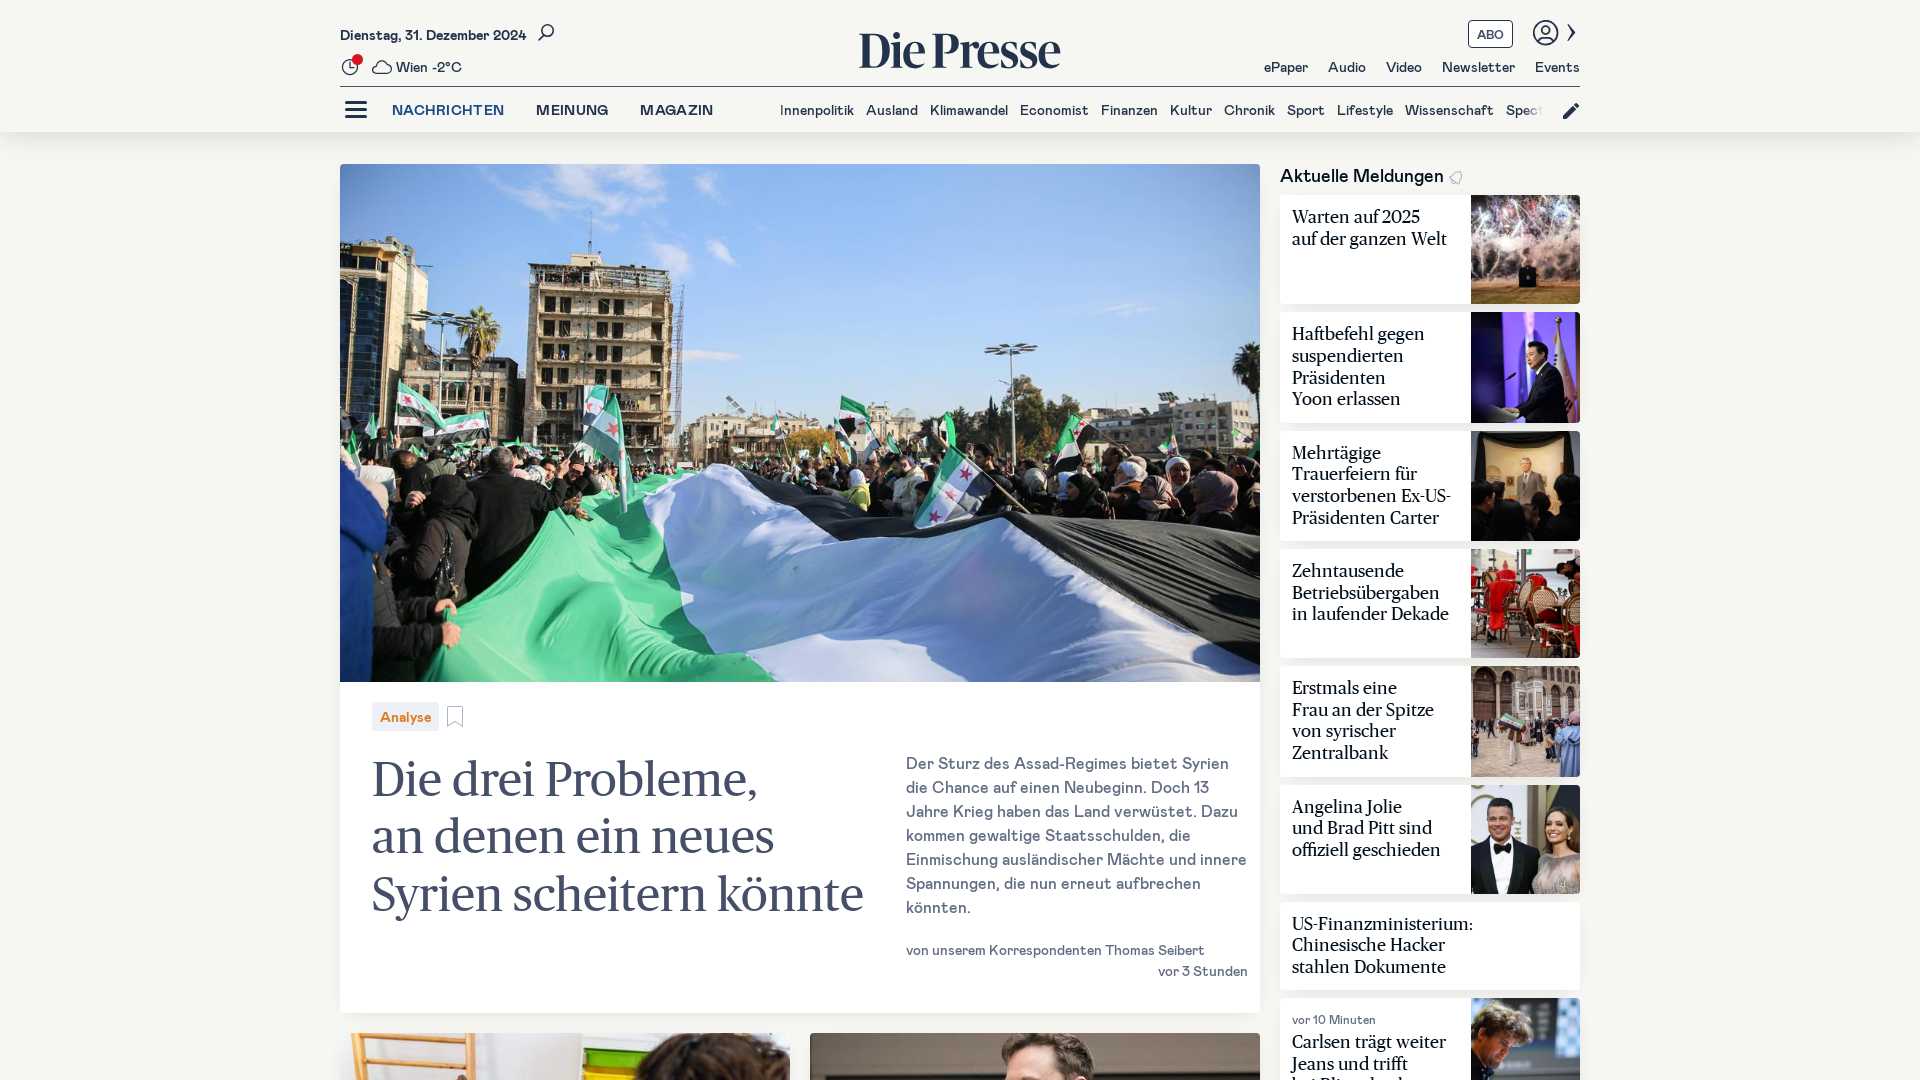 Dienstag, 31. Dezember 2024
Die Presse
ABO
Wien -2°C
ePaper Audio Video Newsletter Events
NACHRICHTEN MEINUNG MAGAZIN
Innenpolitik Ausland Klimawandel Economist Finanzen Kultur Chronik Sport Lifestyle Wissenschaft
Analyse
Die drei Probleme,
an denen ein neues
Syrien scheitern könnte
Der Sturz des Assad-Regimes bietet Syrien
die Chance auf einen Neubeginn. Doch 13
Jahre Krieg haben das Land verwüstet. Dazu
kommen gewaltige Staatsschulden, die
Einmischung ausländischer Mächte und innere
Spannungen, die nun erneut aufbrechen
könnten.
von unserem Korrespondenten Thomas Seibert
vor 3 Stunden
Aktuelle Meldungen
Warten auf 2025
auf der ganzen Welt
Haftbefehl gegen
suspendierten
Präsidenten
Yoon erlassen
Mehrtägige
Trauerfeiern für
verstorbenen Ex-US-
Präsidenten Carter
Zehntausende
Betriebsübergaben
in laufender Dekade
Erstmals eine
Frau an der Spitze
von syrischer
Zentralbank
Angelina Jolie
und Brad Pitt sind
offiziell geschieden
US-Finanzministerium:
Chinesische Hacker
stahlen Dokumente
vor 10 Minuten
Carlsen trägt weiter
Jeans und trifft